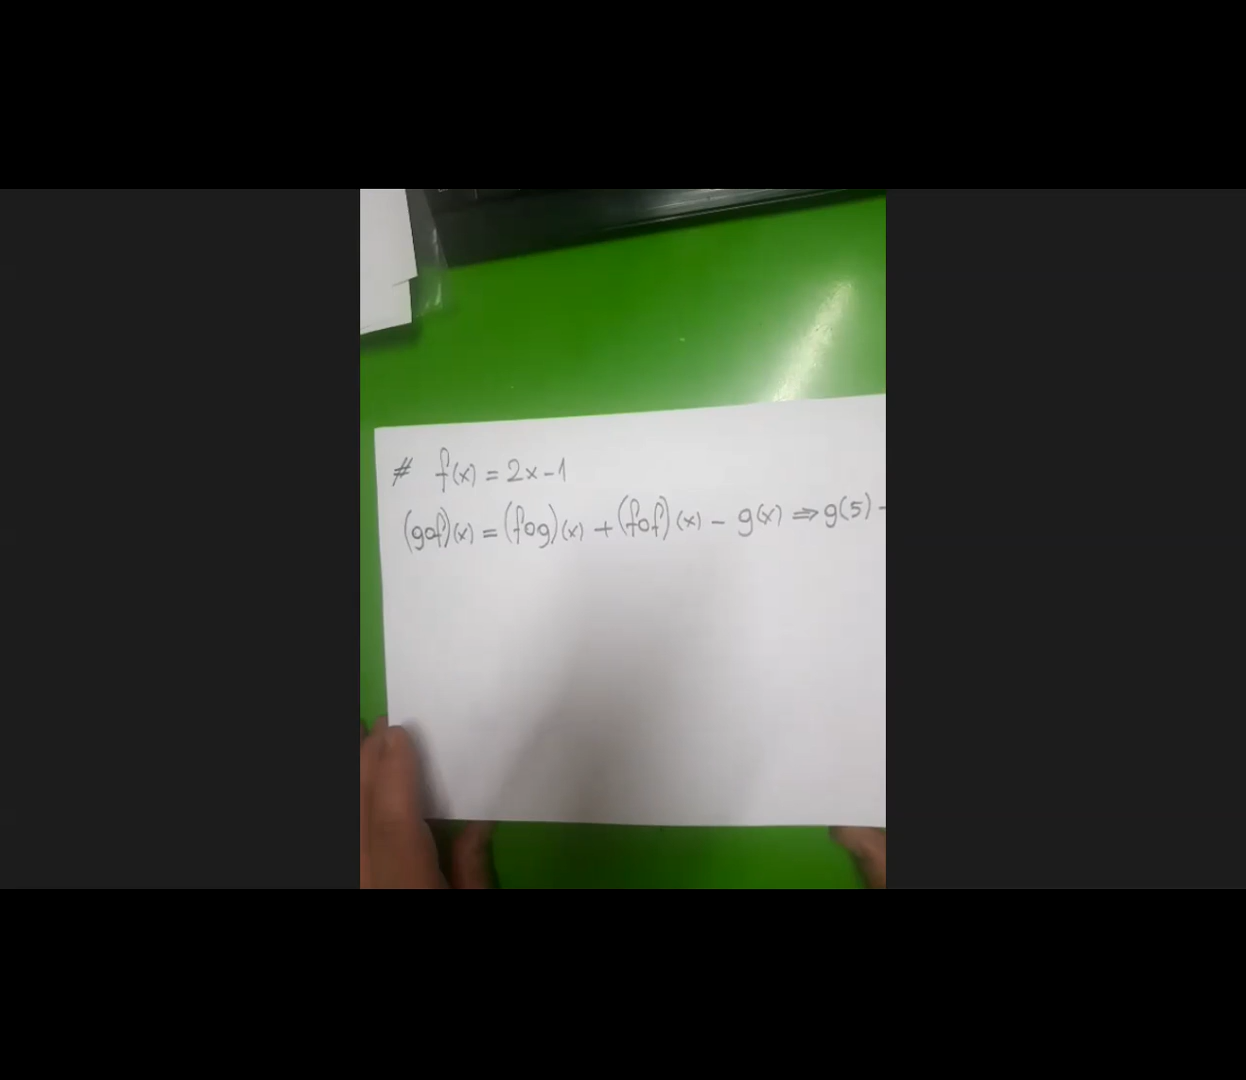 # f(x) = 2x-1
(gof)(x) = (fog)(x) + (fof)(x) - g(x) ⇒ g(5) -